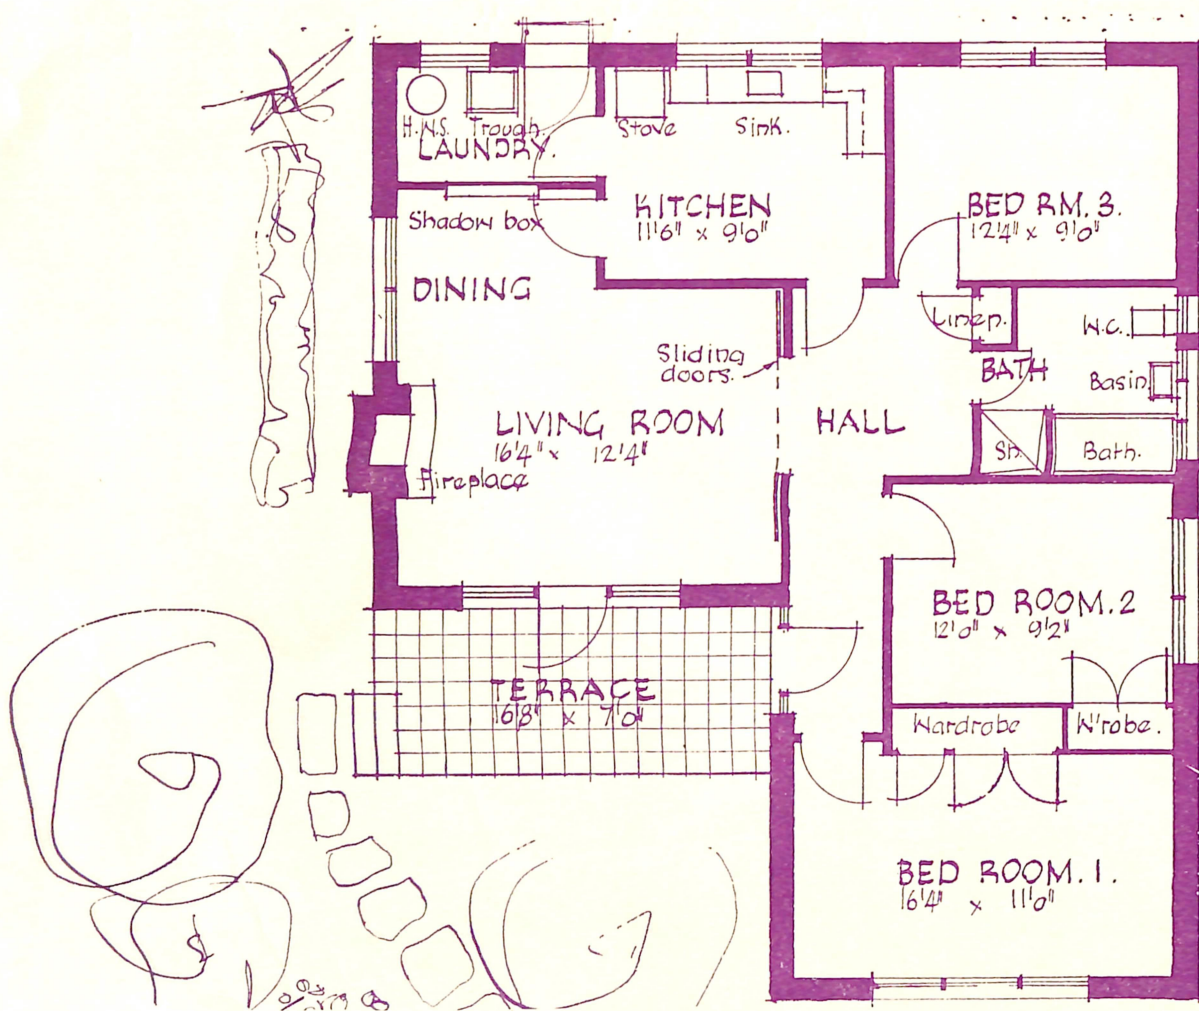 H.W.S. Trough.
LAUNDRY.
Stove
Sink.
Shadow box
KITCHEN
11'6" x 9'0"
BED RM. 3.
12'4" x 9'0"
DINING
Linen.
W.C.
Sliding
doors.
BATH
Basin.
LIVING ROOM
16'4" x 12'4"
HALL
Sh.
Bath.
Fireplace
BED ROOM. 2
12'0" x 9'2"
TERRACE
16'8" x 7'0"
Wardrobe
W'robe.
BED ROOM. 1.
16'4" x 11'0"